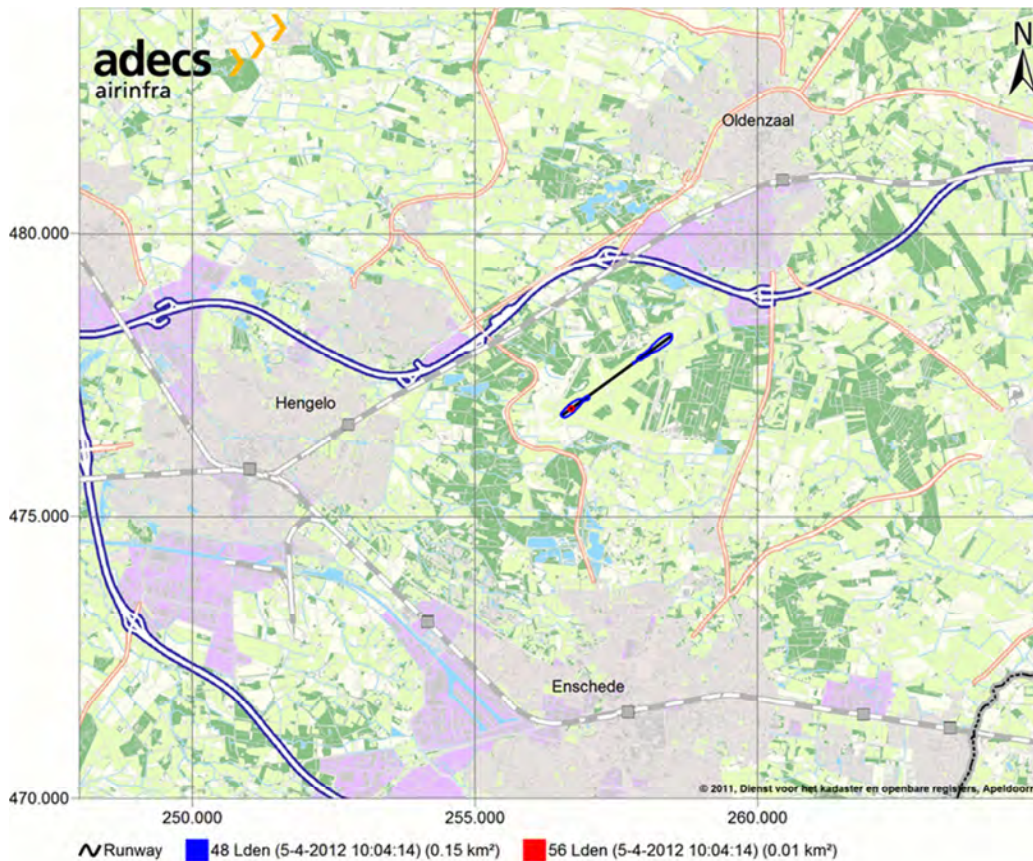 adecs
airinfra
N
Oldenzaal
480.000
Hengelo
475.000
Enschede
470.000
© 2011, Dienst voor het kadaster en openbare registers, Apeldoorn
250.000 255.000 260.000
Runway 48 Lden (5-4-2012 10:04:14) (0.15 km²) 56 Lden (5-4-2012 10:04:14) (0.01 km²)